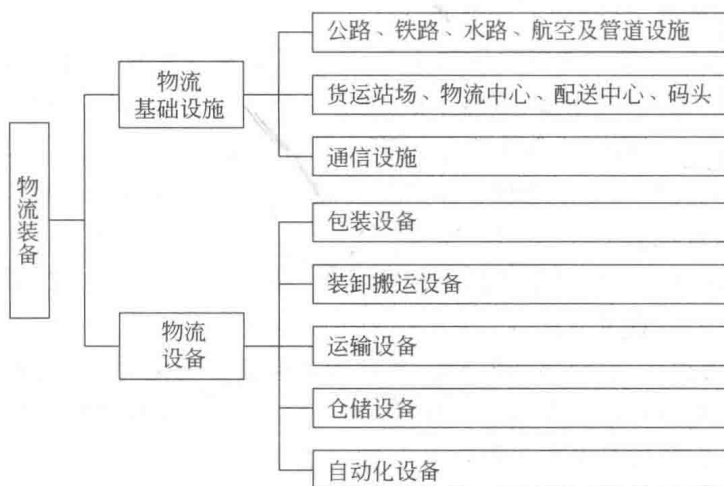 物流装备
物流
基础设施
公路、铁路、水路、航空及管道设施
货运站场、物流中心、配送中心、码头
通信设施
物流
设备
包装设备
装卸搬运设备
运输设备
仓储设备
自动化设备